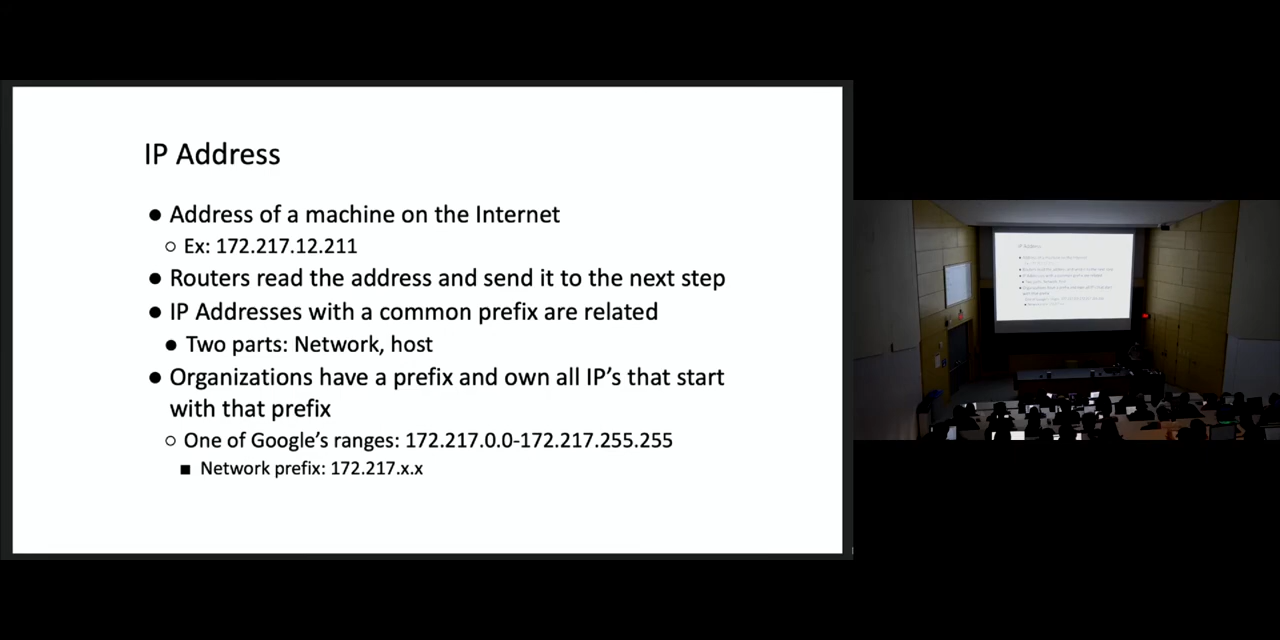 IP Address
● Address of a machine on the Internet
○ Ex: 172.217.12.211
● Routers read the address and send it to the next step
● IP Addresses with a common prefix are related
● Two parts: Network, host
● Organizations have a prefix and own all IP's that start
with that prefix
○ One of Google's ranges: 172.217.0.0-172.217.255.255
■ Network prefix: 172.217.x.x
IP Address